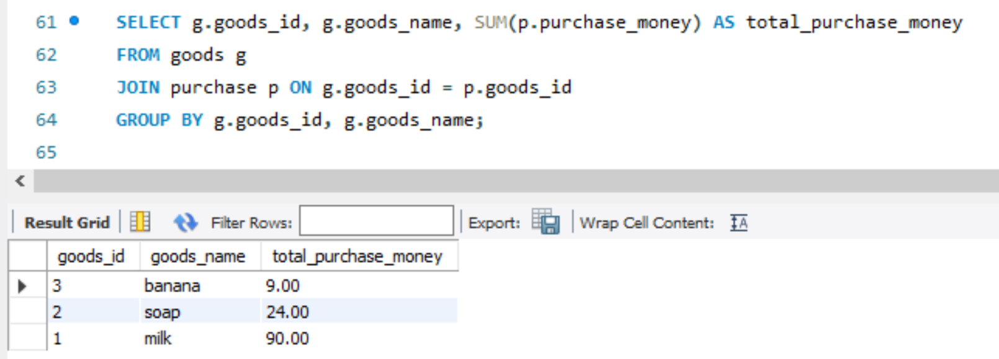 61 SELECT g.goods_id, g.goods_name, SUM(p.purchase_money) AS total_purchase_money
62 FROM goods g
63 JOIN purchase p ON g.goods_id = p.goods_id
64 GROUP BY g.goods_id, g.goods_name;
65
Result Grid Filter Rows: Export: Wrap Cell Content: IA
goods_id goods_name total_purchase_money
3 banana 9.00
2 soap 24.00
1 milk 90.00